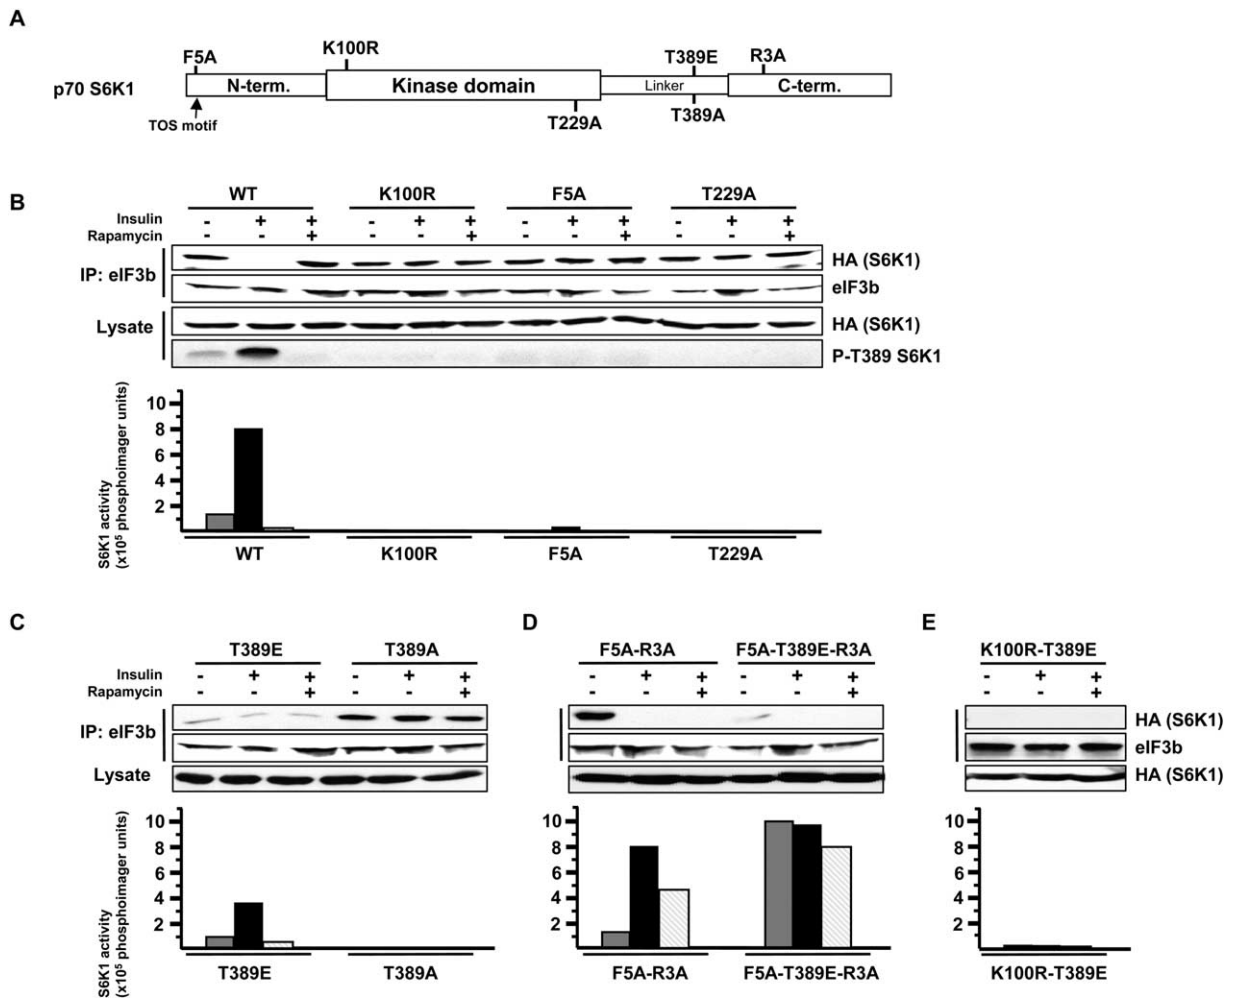 A
F5A K100R T389E R3A
p70 S6K1 N-term. Kinase domain Linker C-term.
TOS motif T229A T389A
B
WT K100R F5A T229A
Insulin - + + - + + - + + - + +
Rapamycin - - + - - + - - + - - +
IP: eIF3b HA (S6K1)
eIF3b
Lysate HA (S6K1)
P-T389 S6K1
S6K1 activity
(x10⁵ phosphoimager units)
10
8
6
4
2
WT K100R F5A T229A
C D E
T389E T389A F5A-R3A F5A-T389E-R3A K100R-T389E
Insulin - + + - + + - + + - + + - + +
Rapamycin - - + - - + - - + - - + - - +
IP: eIF3b HA (S6K1)
eIF3b
Lysate HA (S6K1)
S6K1 activity
(x10⁵ phosphoimager units)
10 10 10
8 8 8
6 6 6
4 4 4
2 2 2
T389E T389A F5A-R3A F5A-T389E-R3A K100R-T389E